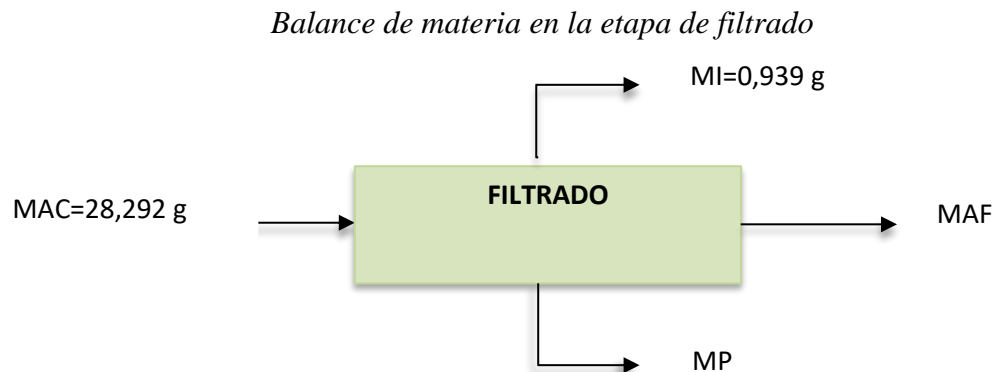 Balance de materia en la etapa de filtrado
MI=0,939 g
FILTRADO
MAC=28,292 g
MAF
MP